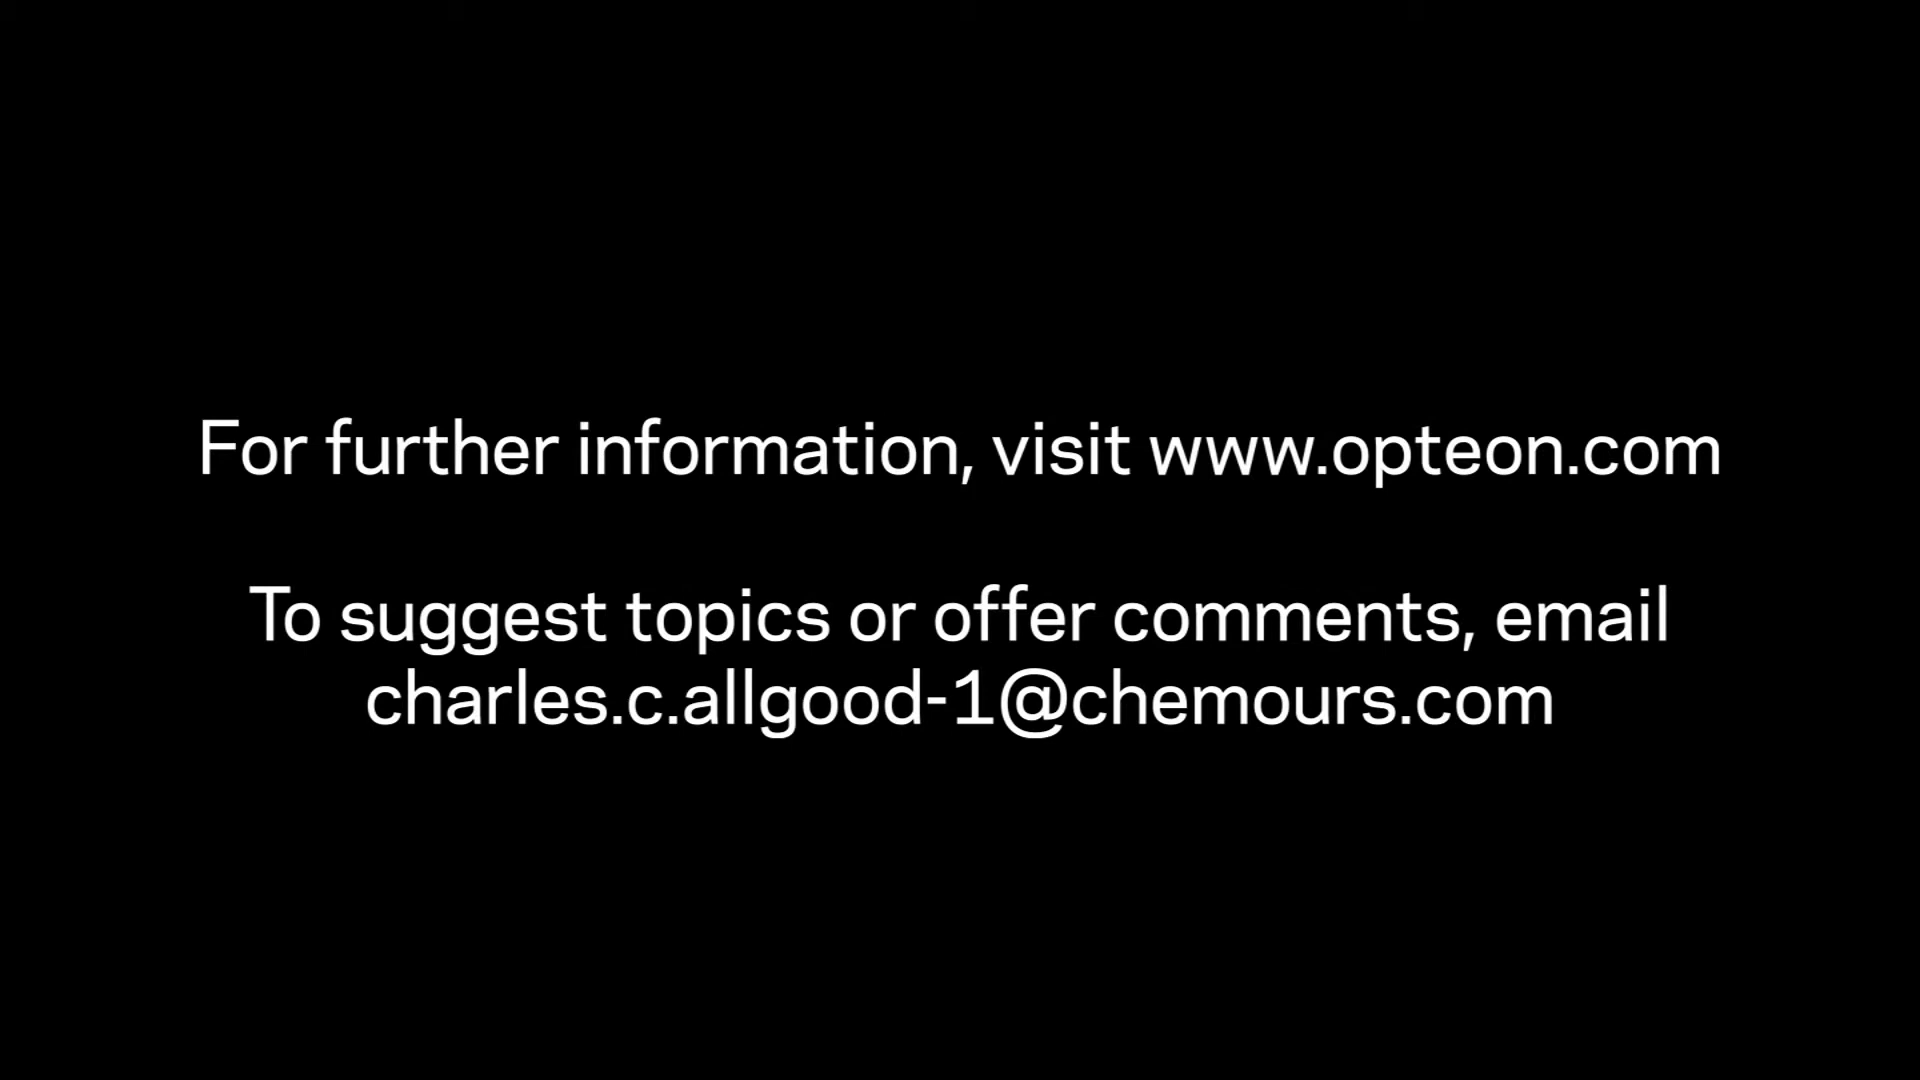 For further information, visit www.opteon.com
To suggest topics or offer comments, email
charles.c.allgood-1@chemours.com